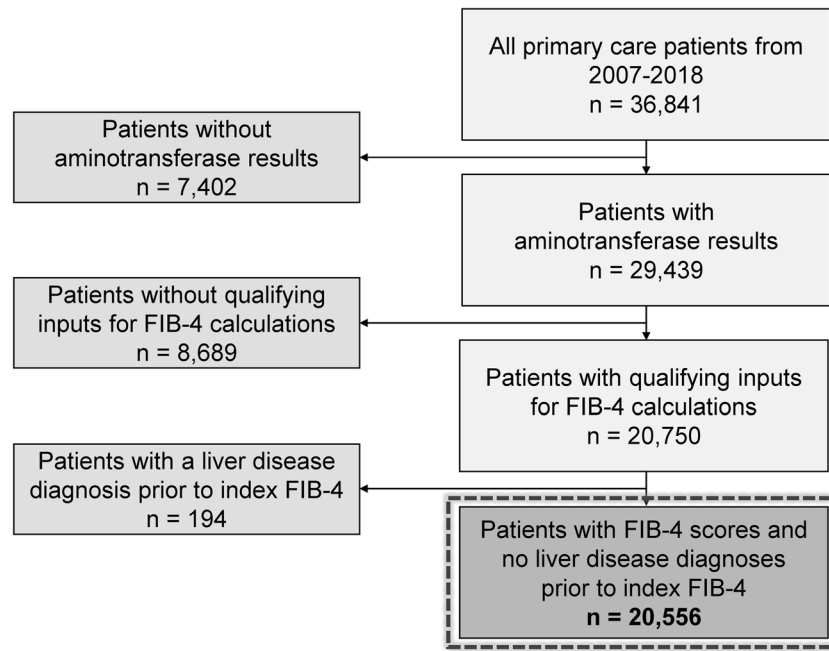 All primary care patients from
2007-2018
n = 36,841
Patients without
aminotransferase results
n = 7,402
Patients with
aminotransferase results
n = 29,439
Patients without qualifying
inputs for FIB-4 calculations
n = 8,689
Patients with qualifying inputs
for FIB-4 calculations
n = 20,750
Patients with a liver disease
diagnosis prior to index FIB-4
n = 194
Patients with FIB-4 scores and
no liver disease diagnoses
prior to index FIB-4
n = 20,556